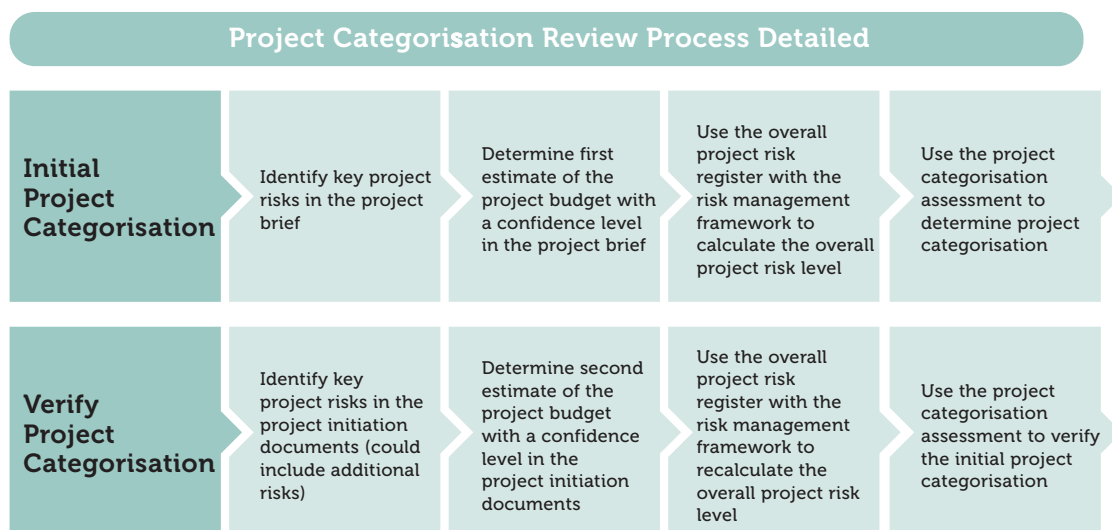 Project Categorisation Review Process Detailed
Initial
Project
Categorisation
Identify key project
risks in the project
brief
Determine first
estimate of the
project budget with
a confidence level
in the project brief
Use the overall
project risk
register with the
risk management
framework to
calculate the overall
project risk level
Use the project
categorisation
assessment to
determine project
categorisation
Verify
Project
Categorisation
Identify key
project risks in the
project initiation
documents (could
include additional
risks)
Determine second
estimate of the
project budget
with a confidence
level in the
project initiation
documents
Use the overall
project risk
register with the
risk management
framework to
recalculate the
overall project risk
level
Use the project
categorisation
assessment to verify
the initial project
categorisation